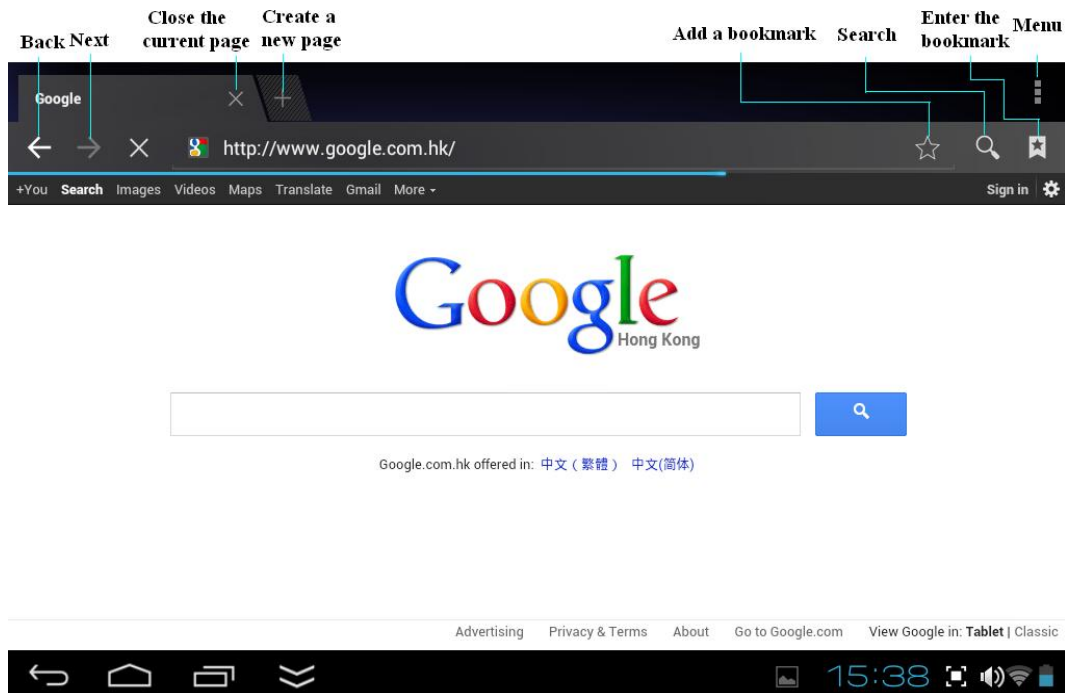 Back Next
Close the
current page
Create a
new page
Add a bookmark
Search
Enter the
bookmark
Menu
Google
http://www.google.com.hk/
+You Search Images Videos Maps Translate Gmail More
Sign in
Google
Hong Kong
Google.com.hk offered in: 中文（繁體） 中文(简体)
Advertising Privacy & Terms About Go to Google.com View Google in: Tablet | Classic
15:38